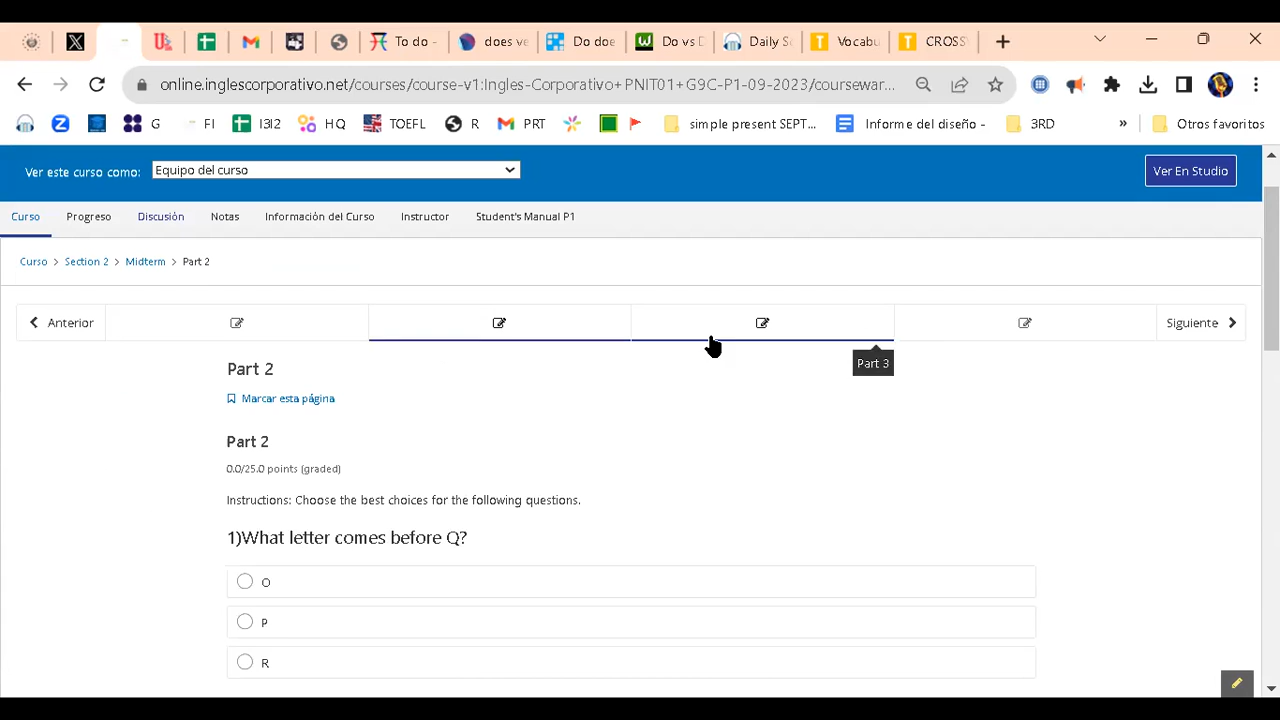 To do -
does ve
Do doe
Do vs D
Daily Se
Vocabu
CROSS
online.inglescorporativo.net/courses/course-v1:Ingles-Corporativo+PNIT01+G9C-P1-09-2023/coursewar...
G
FI
I3I2
HQ
TOEFL
R
PRT
simple present SEPT...
Informe del diseño -
3RD
»
Otros favoritos
Ver este curso como:
Equipo del curso
Ver En Studio
Curso
Progreso
Discusión
Notas
Información del Curso
Instructor
Student's Manual P1
Curso > Section 2 > Midterm > Part 2
Anterior
Siguiente
Part 3
Part 2
Marcar esta página
Part 2
0.0/25.0 points (graded)
Instructions: Choose the best choices for the following questions.
1)What letter comes before Q?
O
P
R